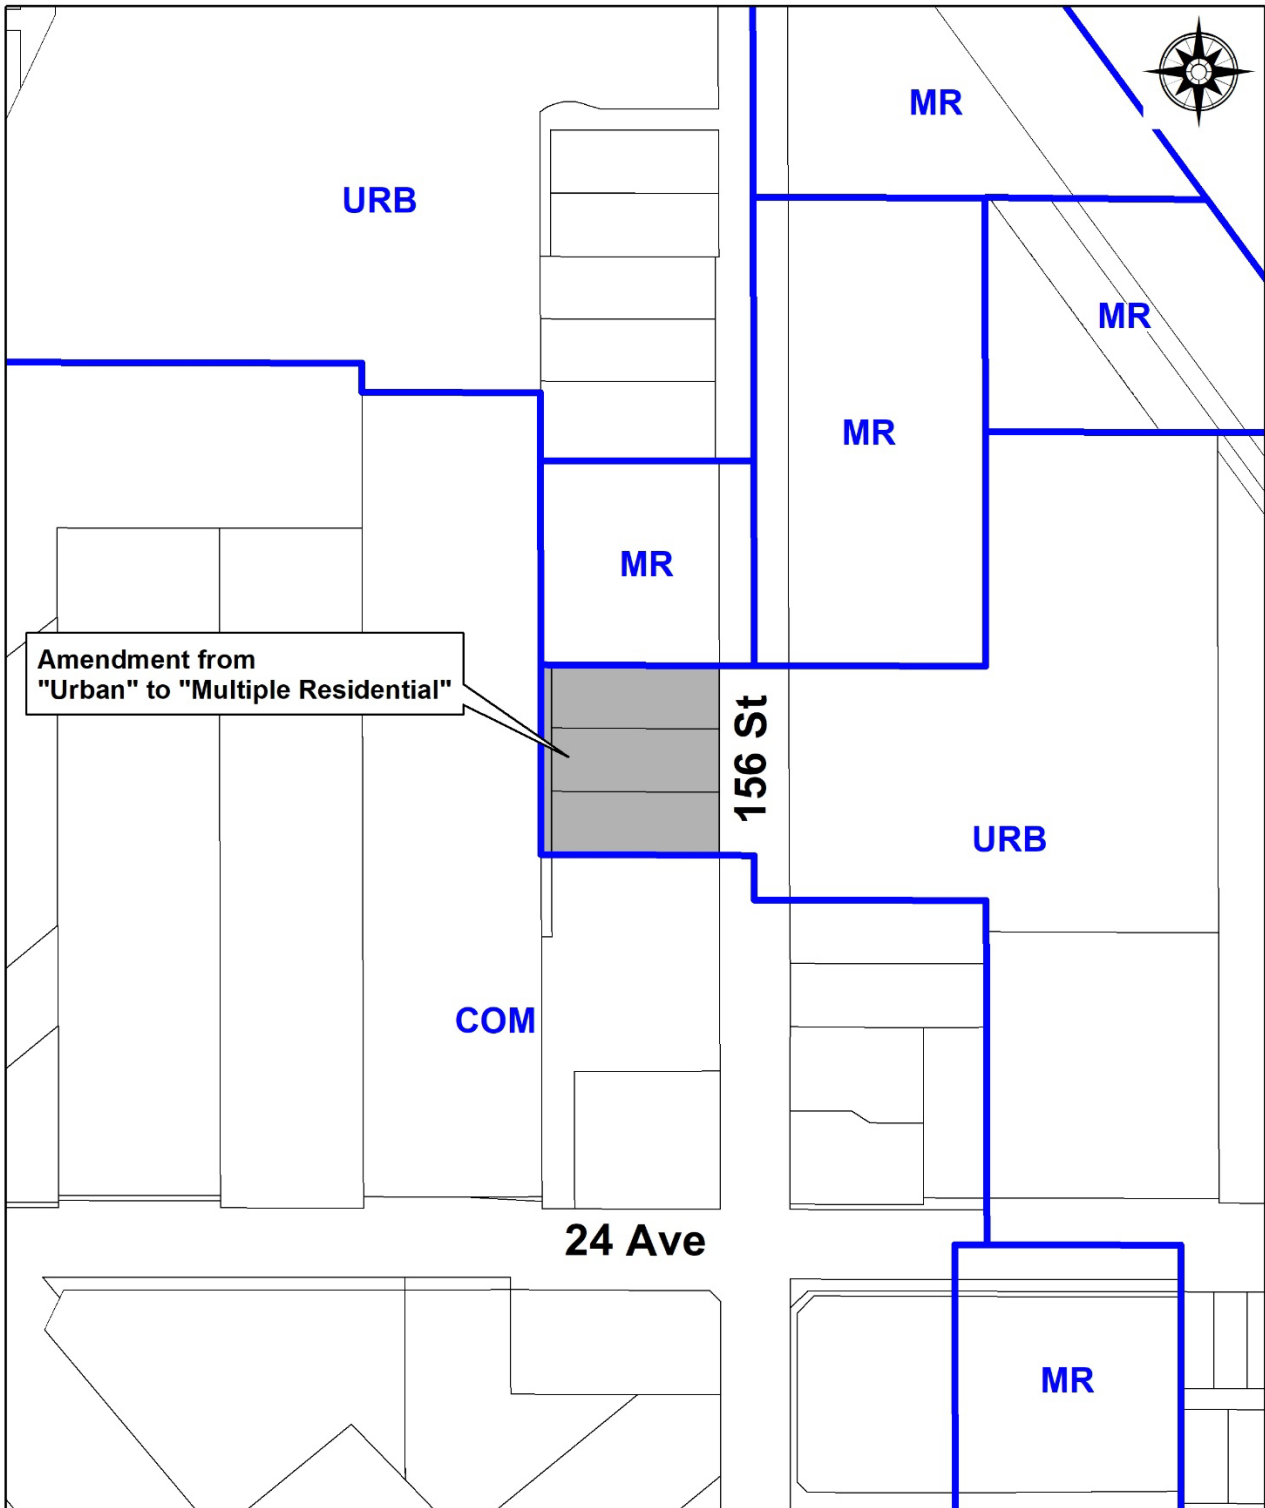 MR
URB
MR
MR
MR
Amendment from
"Urban" to "Multiple Residential"
156 St
URB
COM
24 Ave
MR